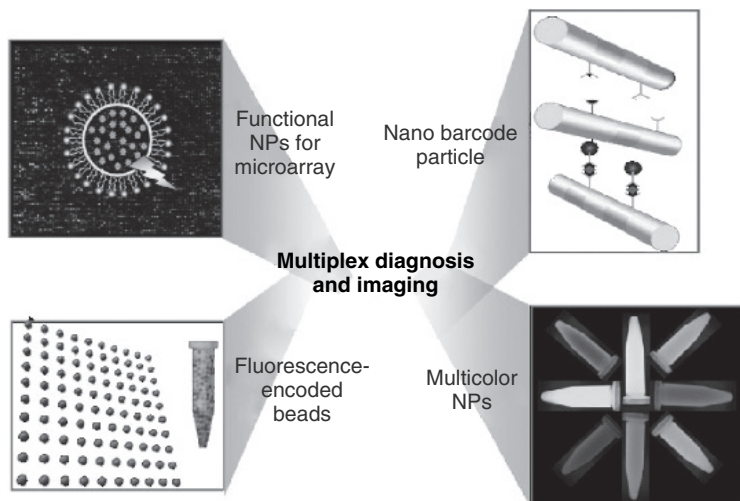 Functional
NPs for
microarray
Nano barcode
particle
Multiplex diagnosis
and imaging
Fluorescence-
encoded
beads
Multicolor
NPs